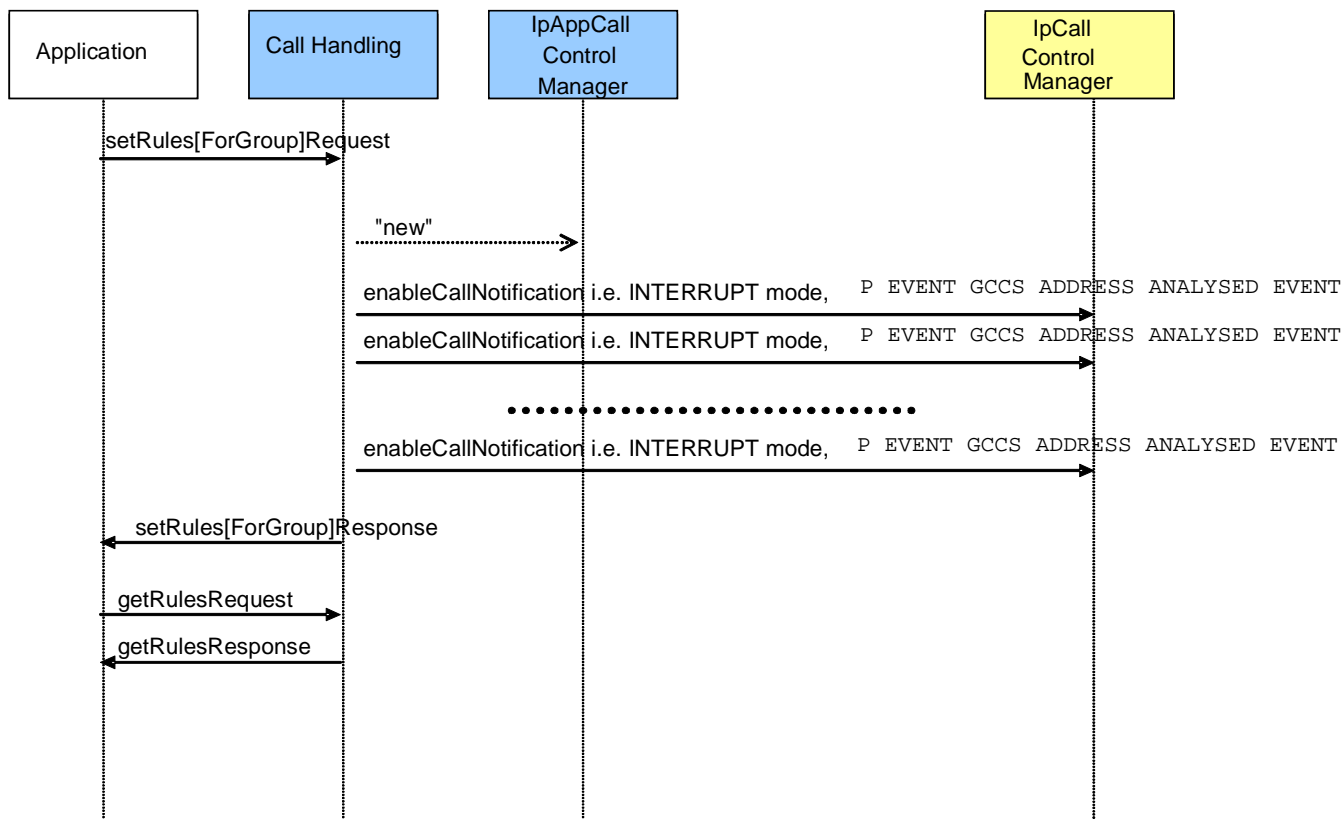 Application
Call Handling
IpAppCall
Control
Manager
IpCall
Control
Manager
setRules[ForGroup]Request
"new"
enableCallNotification i.e. INTERRUPT mode, P EVENT GCCS ADDRESS ANALYSED EVENT
enableCallNotification i.e. INTERRUPT mode, P EVENT GCCS ADDRESS ANALYSED EVENT
enableCallNotification i.e. INTERRUPT mode, P EVENT GCCS ADDRESS ANALYSED EVENT
setRules[ForGroup]Response
getRulesRequest
getRulesResponse